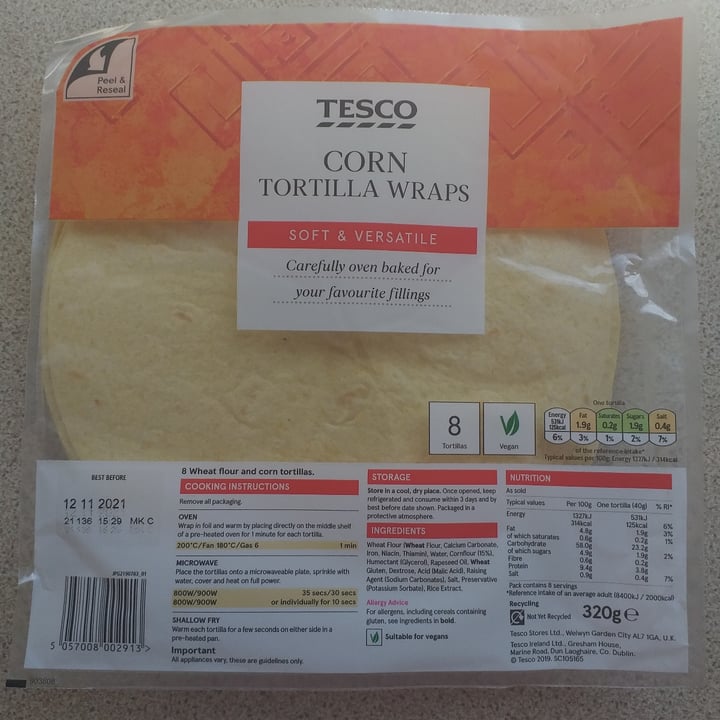 Peel &
Reseal
TESCO
CORN
TORTILLA WRAPS
SOFT & VERSATILE
Carefully oven baked for
your favourite fillings
8
Tortillas
Vegan
One tortilla
Energy
531kJ
125kcal
6%
Fat
1.9g
3%
Saturates
0.2g
1%
Sugars
1.9g
2%
Salt
0.4g
7%
of the reference intake*
Typical values per 100g: Energy 1327kJ / 314kcal
BEST BEFORE
12 11 2021
21 136 15 29 MK C
JPS2190703_01
5 057008 002913 >
903608
8 Wheat flour and corn tortillas.
COOKING INSTRUCTIONS
Remove all packaging.
OVEN
Wrap in foil and warm by placing directly on the middle shelf
of a pre-heated oven for 1 minute for each tortilla.
200°C/Fan 180°C/Gas 6 1 min
MICROWAVE
Place the tortillas onto a microwaveable plate, sprinkle with
water, cover and heat on full power.
800W/900W 35 secs/30 secs
800W/900W or individually for 10 secs
SHALLOW FRY
Warm each tortilla for a few seconds on either side in a
pre-heated pan.
Important
All appliances vary, these are guidelines only.
STORAGE
Store in a cool, dry place. Once opened, keep
refrigerated and consume within 3 days and by
best before date shown. Packaged in a
protective atmosphere.
INGREDIENTS
Wheat Flour (Wheat Flour, Calcium Carbonate,
Iron, Niacin, Thiamin), Water, Cornflour (15%),
Humectant (Glycerol), Rapeseed Oil, Wheat
Gluten, Dextrose, Acid (Malic Acid), Raising
Agent (Sodium Carbonates), Salt, Preservative
(Potassium Sorbate), Rice Extract.
Allergy Advice
For allergens, including cereals containing
gluten, see ingredients in bold.
Suitable for vegans
NUTRITION
As sold
Typical values Per 100g One tortilla (40g) % RI*
Energy 1327kJ 531kJ
314kcal 125kcal 6%
Fat 4.8g 1.9g 3%
of which saturates 0.6g 0.2g 1%
Carbohydrate 58.0g 23.2g
of which sugars 4.9g 1.9g 2%
Fibre 0.6g 0.2g
Protein 9.4g 3.8g
Salt 0.9g 0.4g 7%
Pack contains 8 servings
*Reference intake of an average adult (8400kJ / 2000kcal)
Recycling
Not Yet Recycled
320g e
Tesco Stores Ltd., Welwyn Garden City AL7 1GA, U.K.
Tesco Ireland Ltd., Gresham House,
Marine Road, Dun Laoghaire, Co. Dublin.
© Tesco 2019. SC105165